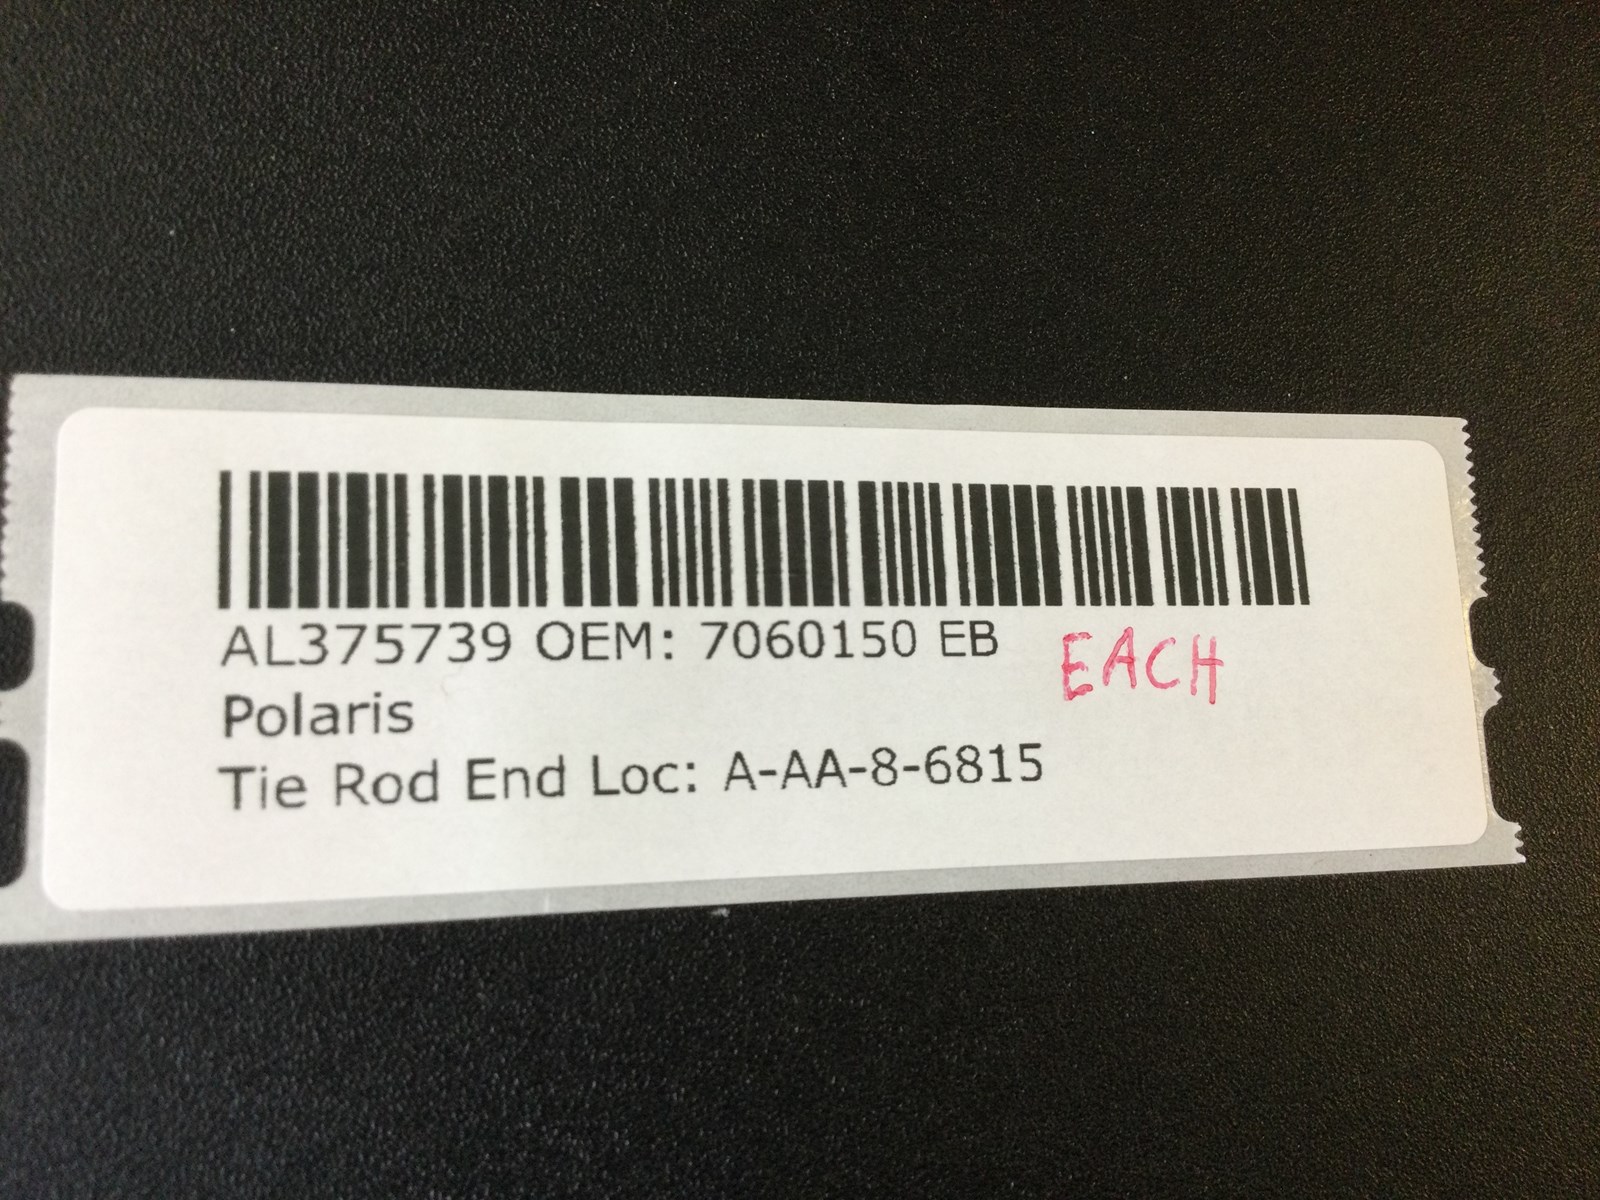 AL375739 OEM: 7060150 EB EACH
Polaris
Tie Rod End Loc: A-AA-8-6815